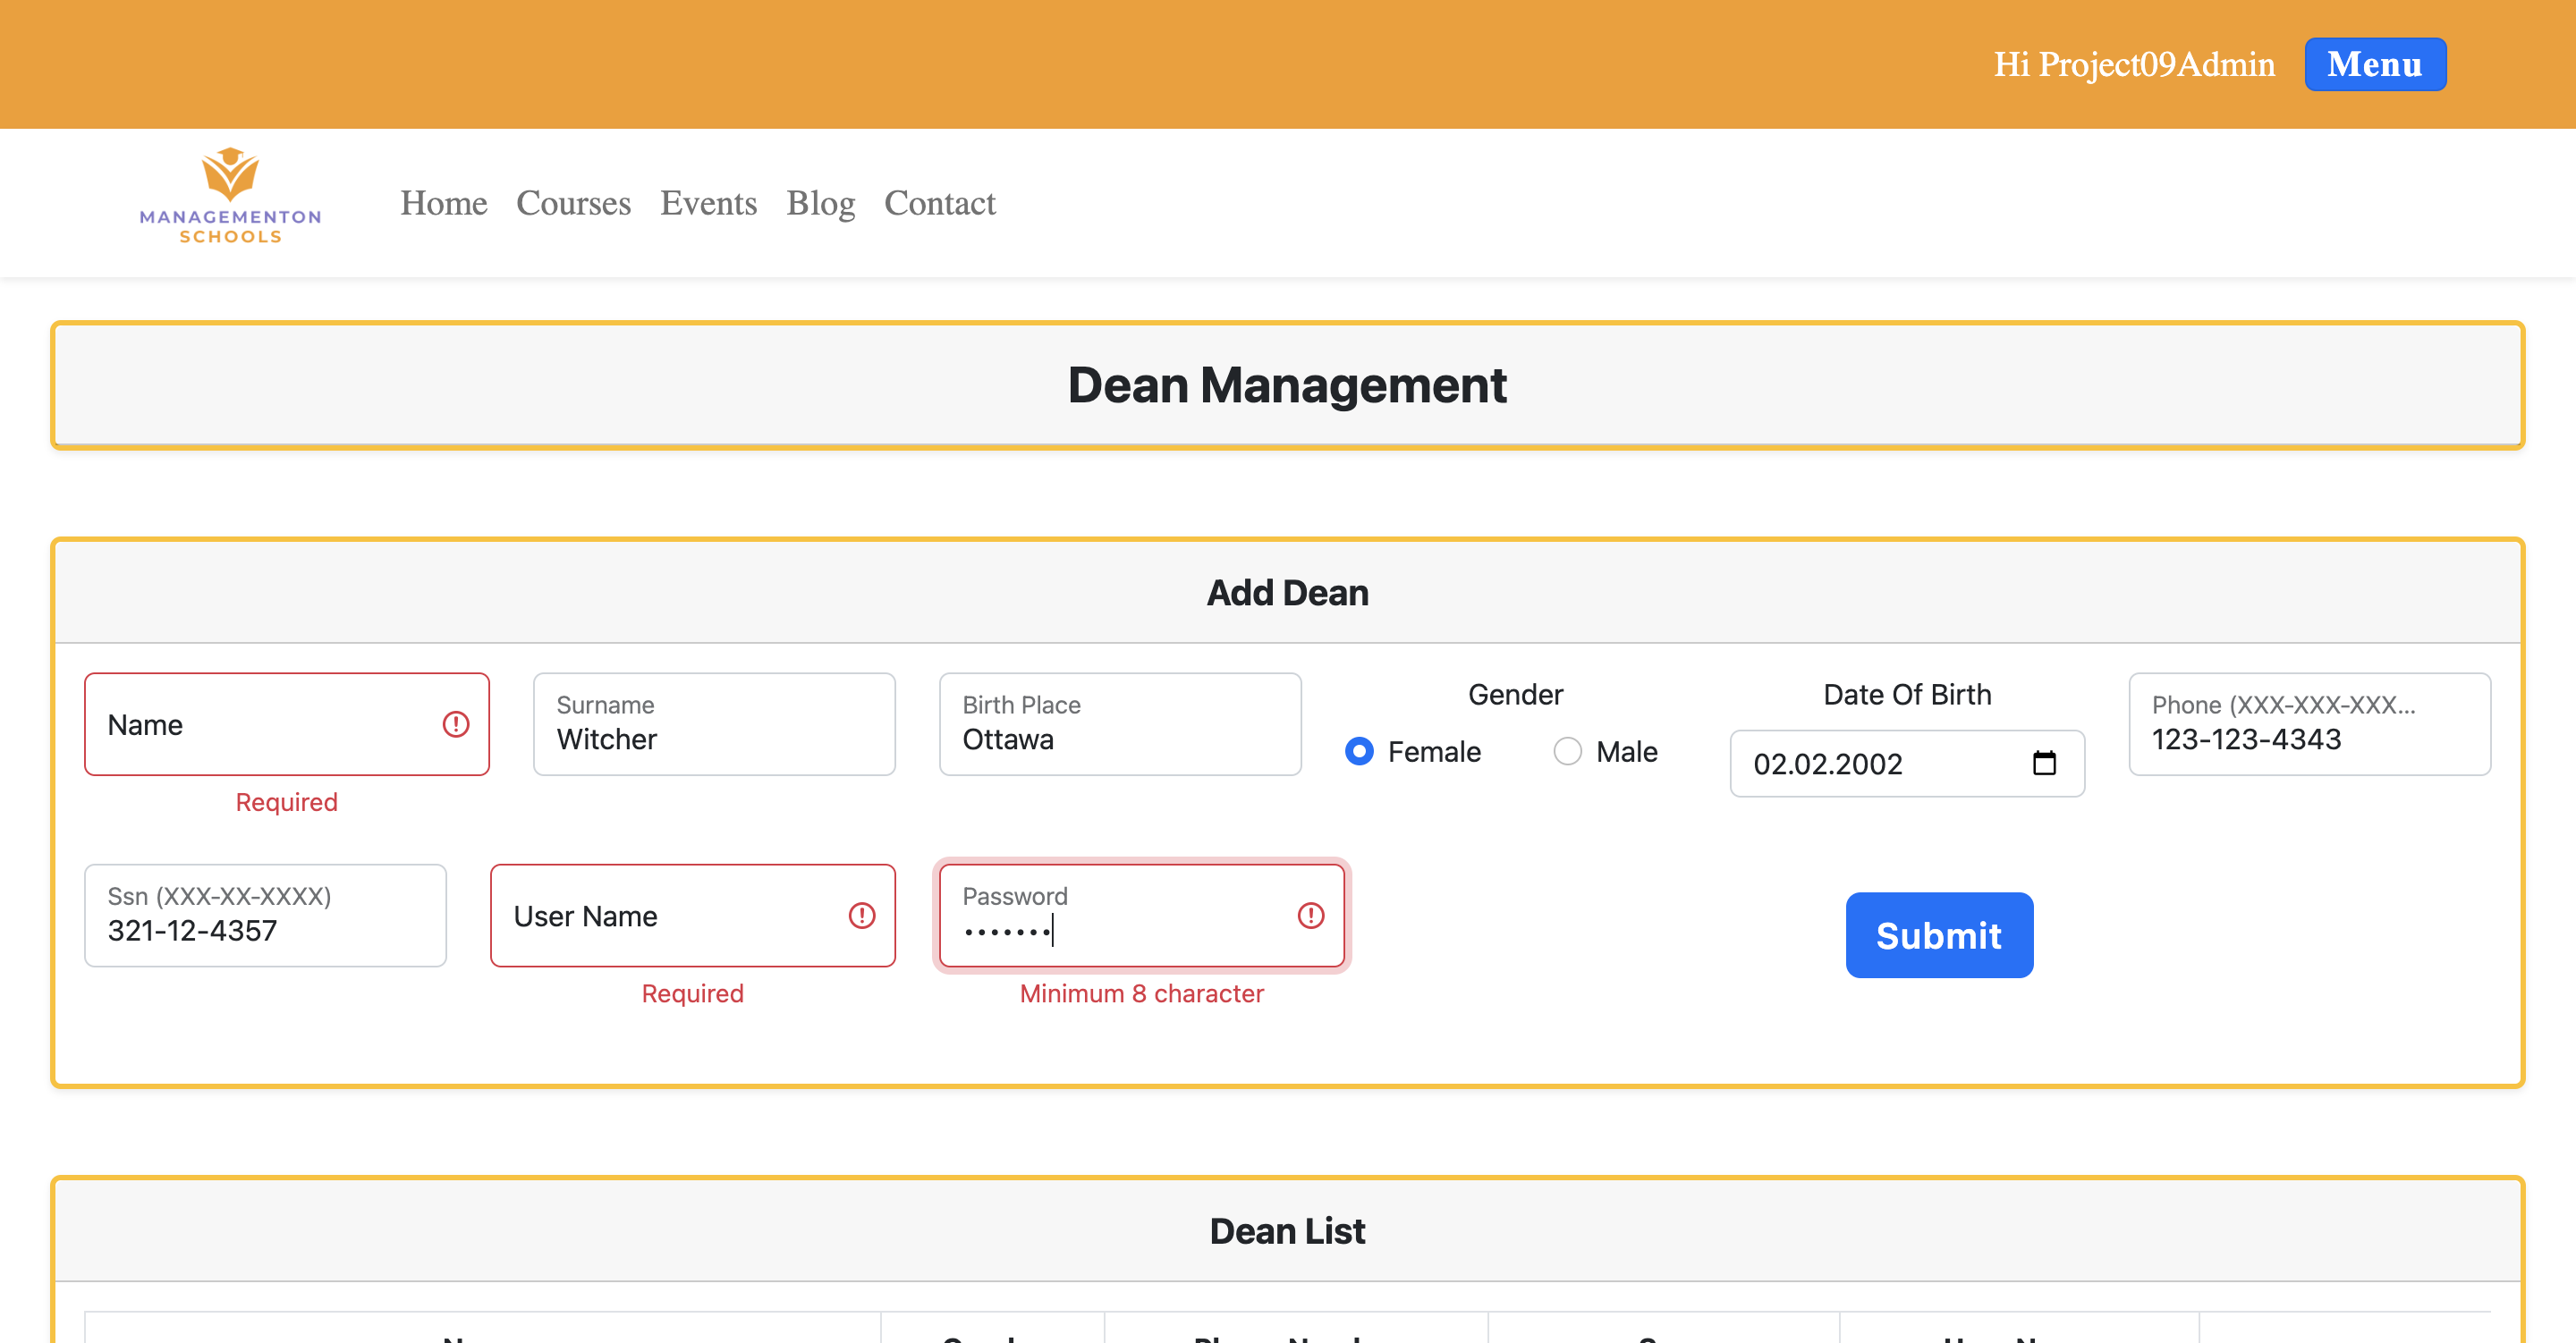 Hi Project09Admin Menu
MANAGEMENTON
SCHOOLS
Home Courses Events Blog Contact
Dean Management
Add Dean
Name
Required
Surname
Witcher
Birth Place
Ottawa
Gender
Female Male
Date Of Birth
02.02.2002
Phone (XXX-XXX-XXX...
123-123-4343
Ssn (XXX-XX-XXXX)
321-12-4357
User Name
Required
Password
•••••••
Minimum 8 character
Submit
Dean List